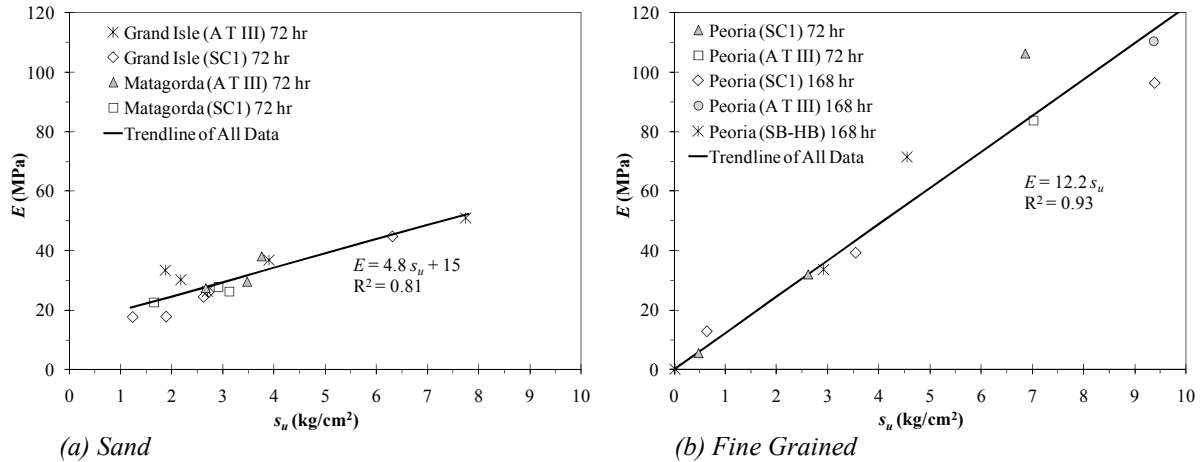 120
100
80
60
40
20
0
E (MPa)
Grand Isle (A T III) 72 hr
Grand Isle (SC1) 72 hr
Matagorda (A T III) 72 hr
Matagorda (SC1) 72 hr
Trendline of All Data
E = 4.8 su + 15
R² = 0.81
0 1 2 3 4 5 6 7 8 9 10
su (kg/cm²)
(a) Sand
120
100
80
60
40
20
0
E (MPa)
Peoria (SC1) 72 hr
Peoria (A T III) 72 hr
Peoria (SC1) 168 hr
Peoria (A T III) 168 hr
Peoria (SB-HB) 168 hr
Trendline of All Data
E = 12.2 su
R² = 0.93
0 1 2 3 4 5 6 7 8 9 10
su (kg/cm²)
(b) Fine Grained